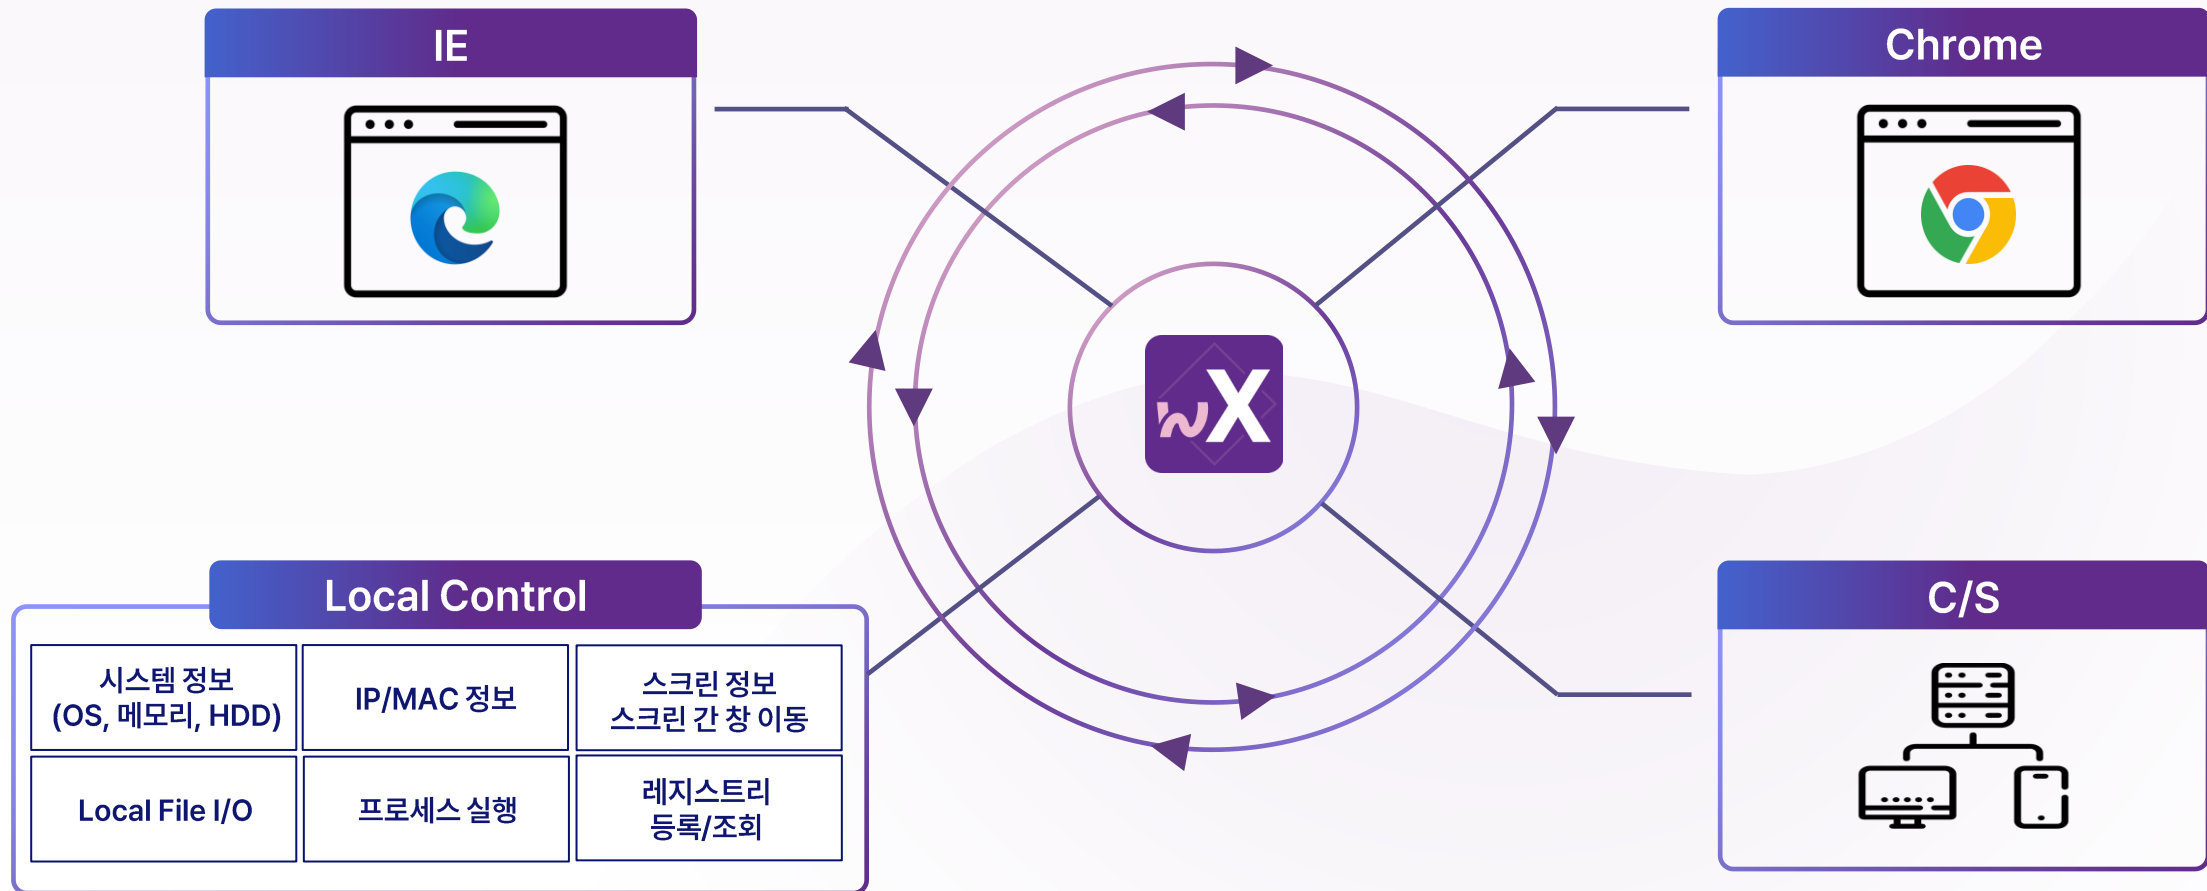 IE
Chrome
wX
Local Control
시스템 정보
(OS, 메모리, HDD)
IP/MAC 정보
스크린 정보
스크린 간 창 이동
Local File I/O
프로세스 실행
레지스트리
등록/조회
C/S